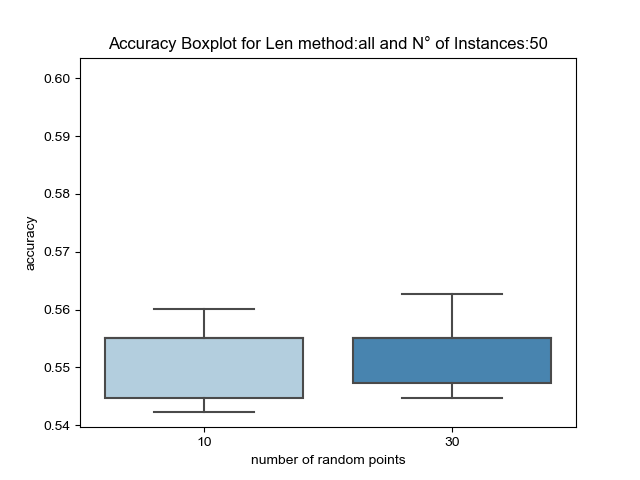 Accuracy Boxplot for Len method:all and N° of Instances:50
0.60
0.59
0.58
0.57
0.56
0.55
0.54
accuracy
10 30
number of random points